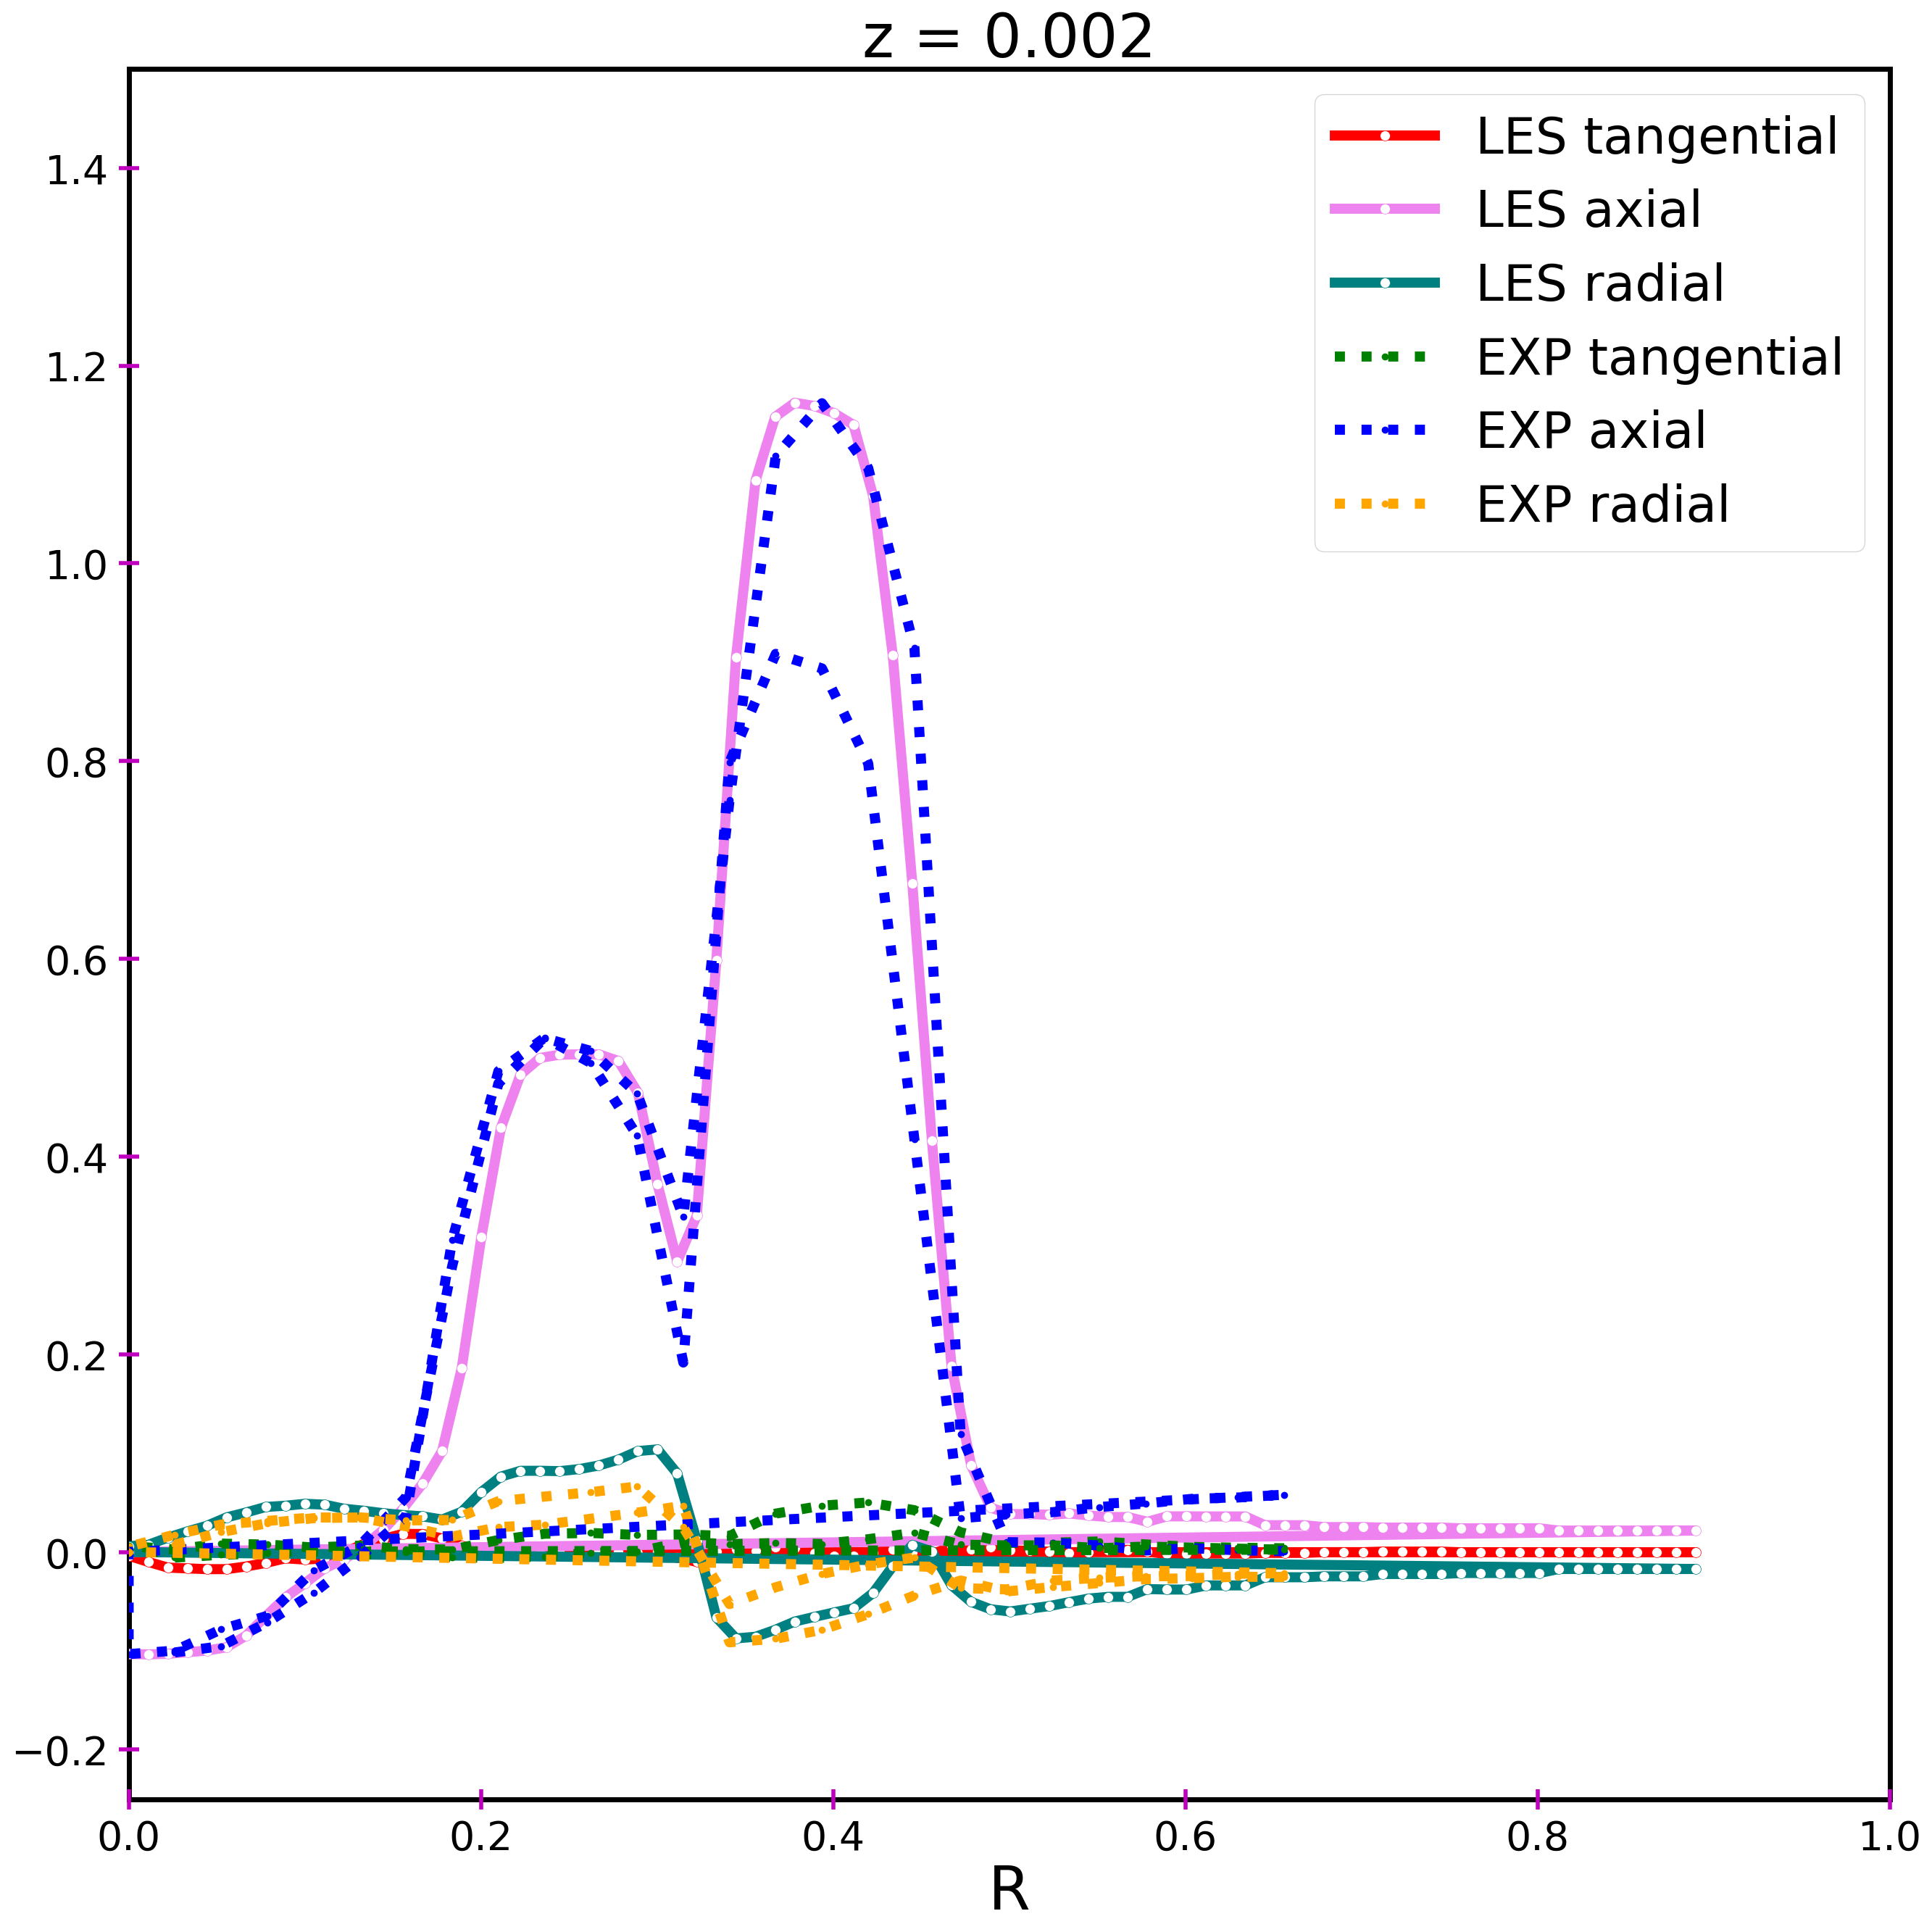 z = 0.002
LES tangential
LES axial
LES radial
EXP tangential
EXP axial
EXP radial
1.4
1.2
1.0
0.8
0.6
0.4
0.2
0.0
−0.2
0.0 0.2 0.4 0.6 0.8 1.0
R